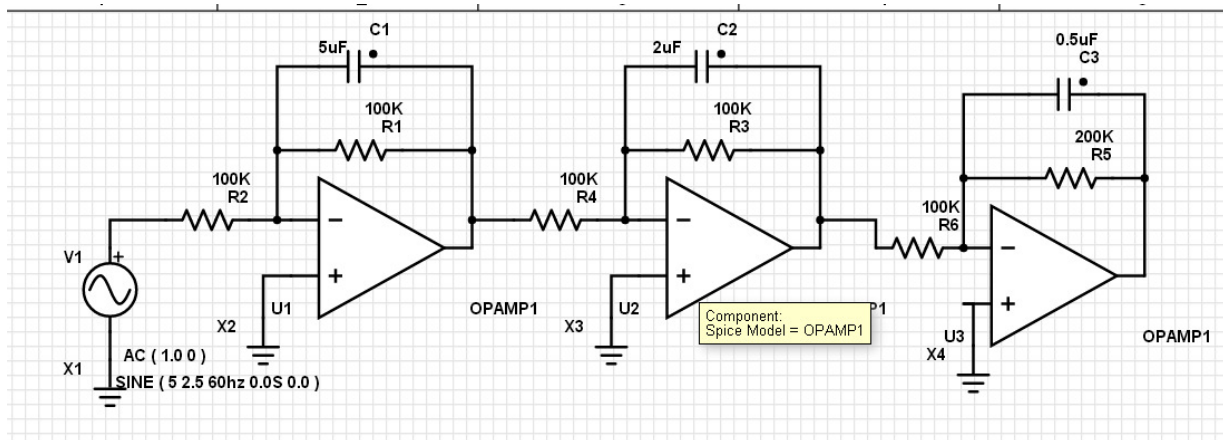 C1
5uF
100K
R1
100K
R2
V1
+
−
+
U1
OPAMP1
X2
X1
AC ( 1.0 0 )
SINE ( 5 2.5 60hz 0.0S 0.0 )
C2
2uF
100K
R3
100K
R4
−
+
U2
X3
Component:
Spice Model = OPAMP1
P1
0.5uF
C3
200K
R5
100K
R6
−
+
U3
X4
OPAMP1